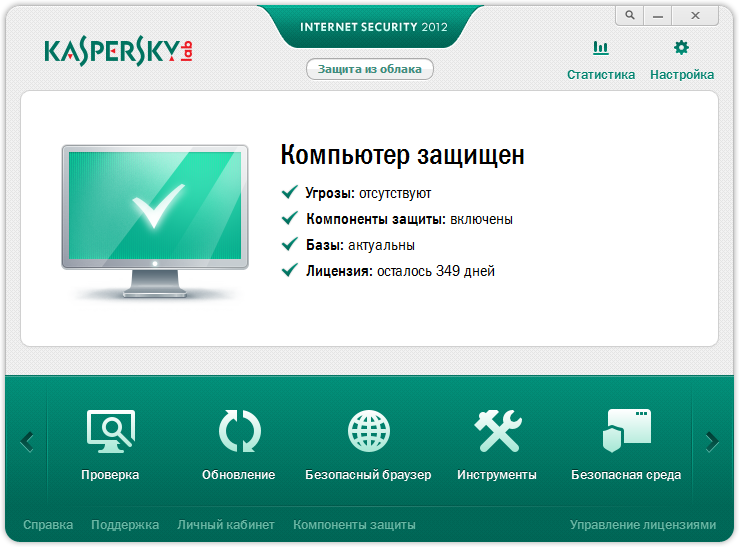 INTERNET SECURITY 2012
KASPERSKY lab
Защита из облака
Статистика
Настройка
Компьютер защищен
Угрозы: отсутствуют
Компоненты защиты: включены
Базы: актуальны
Лицензия: осталось 349 дней
Проверка
Обновление
Безопасный браузер
Инструменты
Безопасная среда
Справка
Поддержка
Личный кабинет
Компоненты защиты
Управление лицензиями